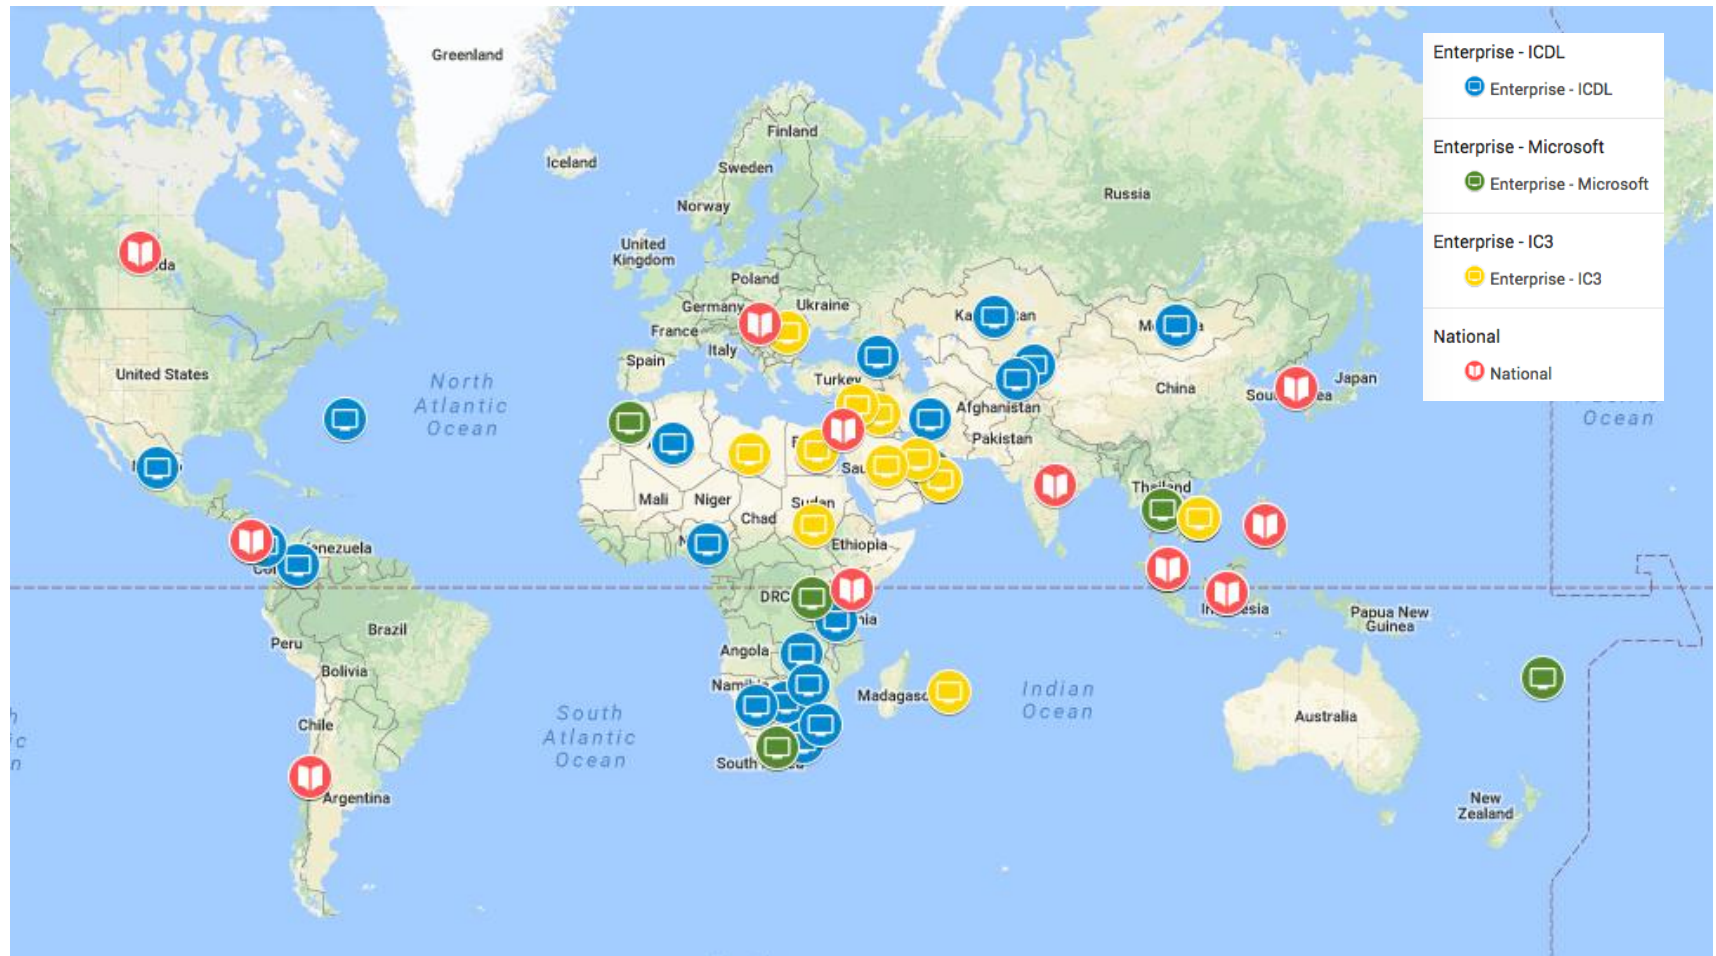 Greenland
Enterprise - ICDL
Enterprise - ICDL
Enterprise - Microsoft
Enterprise - Microsoft
Enterprise - IC3
Enterprise - IC3
National
National
Finland
Iceland
Sweden
Russia
Norway
United
Kingdom
Poland
Germany
Ukraine
France
Italy
Spain
Turkey
United States
North
Atlantic
Ocean
China
Japan
Afghanistan
Pakistan
Ocean
Mali
Niger
Chad
Sudan
Thailand
Ethiopia
DRC
Papua New
Guinea
Peru
Brazil
Bolivia
Angola
Chile
South
Atlantic
Ocean
Indian
Ocean
Australia
Argentina
New
Zealand